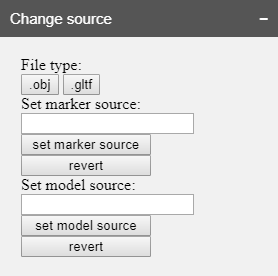 Change source –
File type:
.obj .gltf
Set marker source:
set marker source
revert
Set model source:
set model source
revert